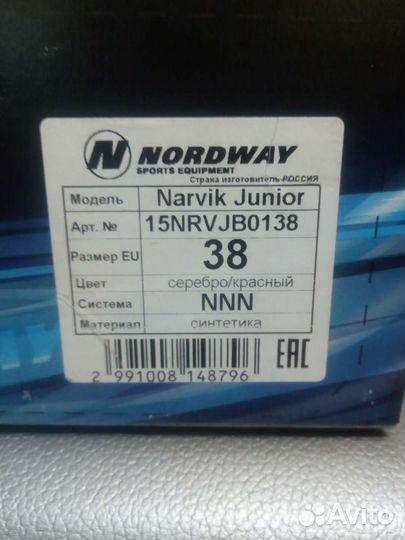 NORDWAY
SPORTS EQUIPMENT
Страна изготовитель-РОССИЯ
Модель Narvik Junior
Арт. № 15NRVJB0138
Размер EU 38
Цвет серебро/красный
Система NNN
Материал синтетика
2 991008 148796
EAC
Avito